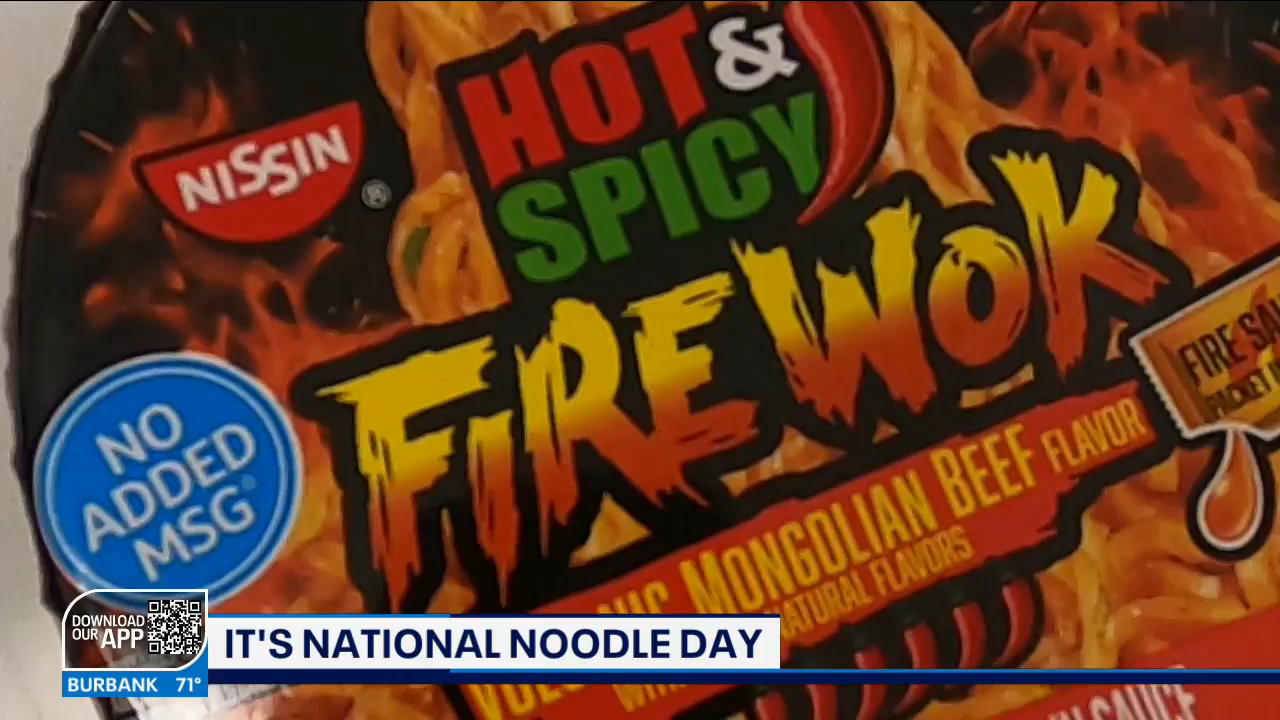 NISSIN
®
HOT &
SPICY
FIRE WOK
MONGOLIAN BEEF FLAVOR
NATURAL FLAVORS
NO
ADDED
MSG
FIRE
SAUCE
DOWNLOAD
OUR APP
IT'S NATIONAL NOODLE DAY
BURBANK 71°